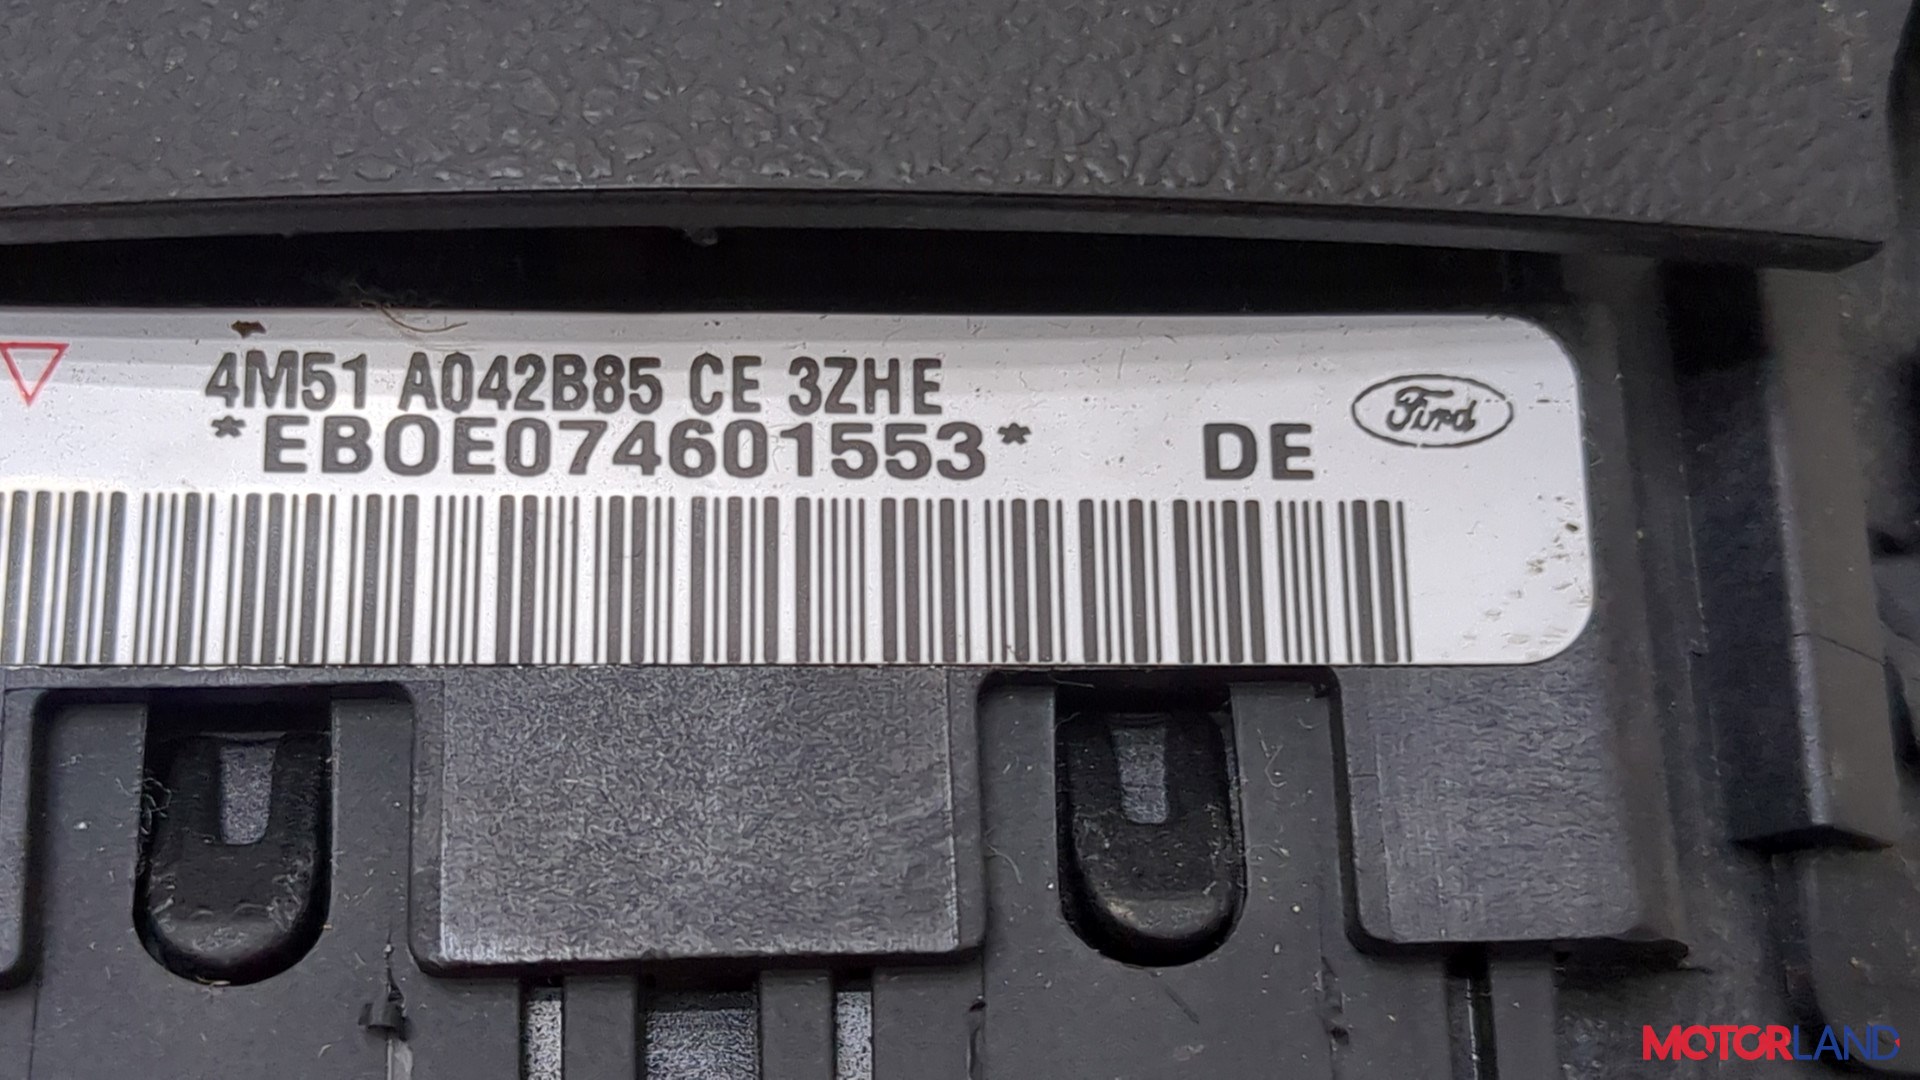 4M51 A042B85 CE 3ZHE
*EBOE074601553* DE
Ford
MOTORLAND